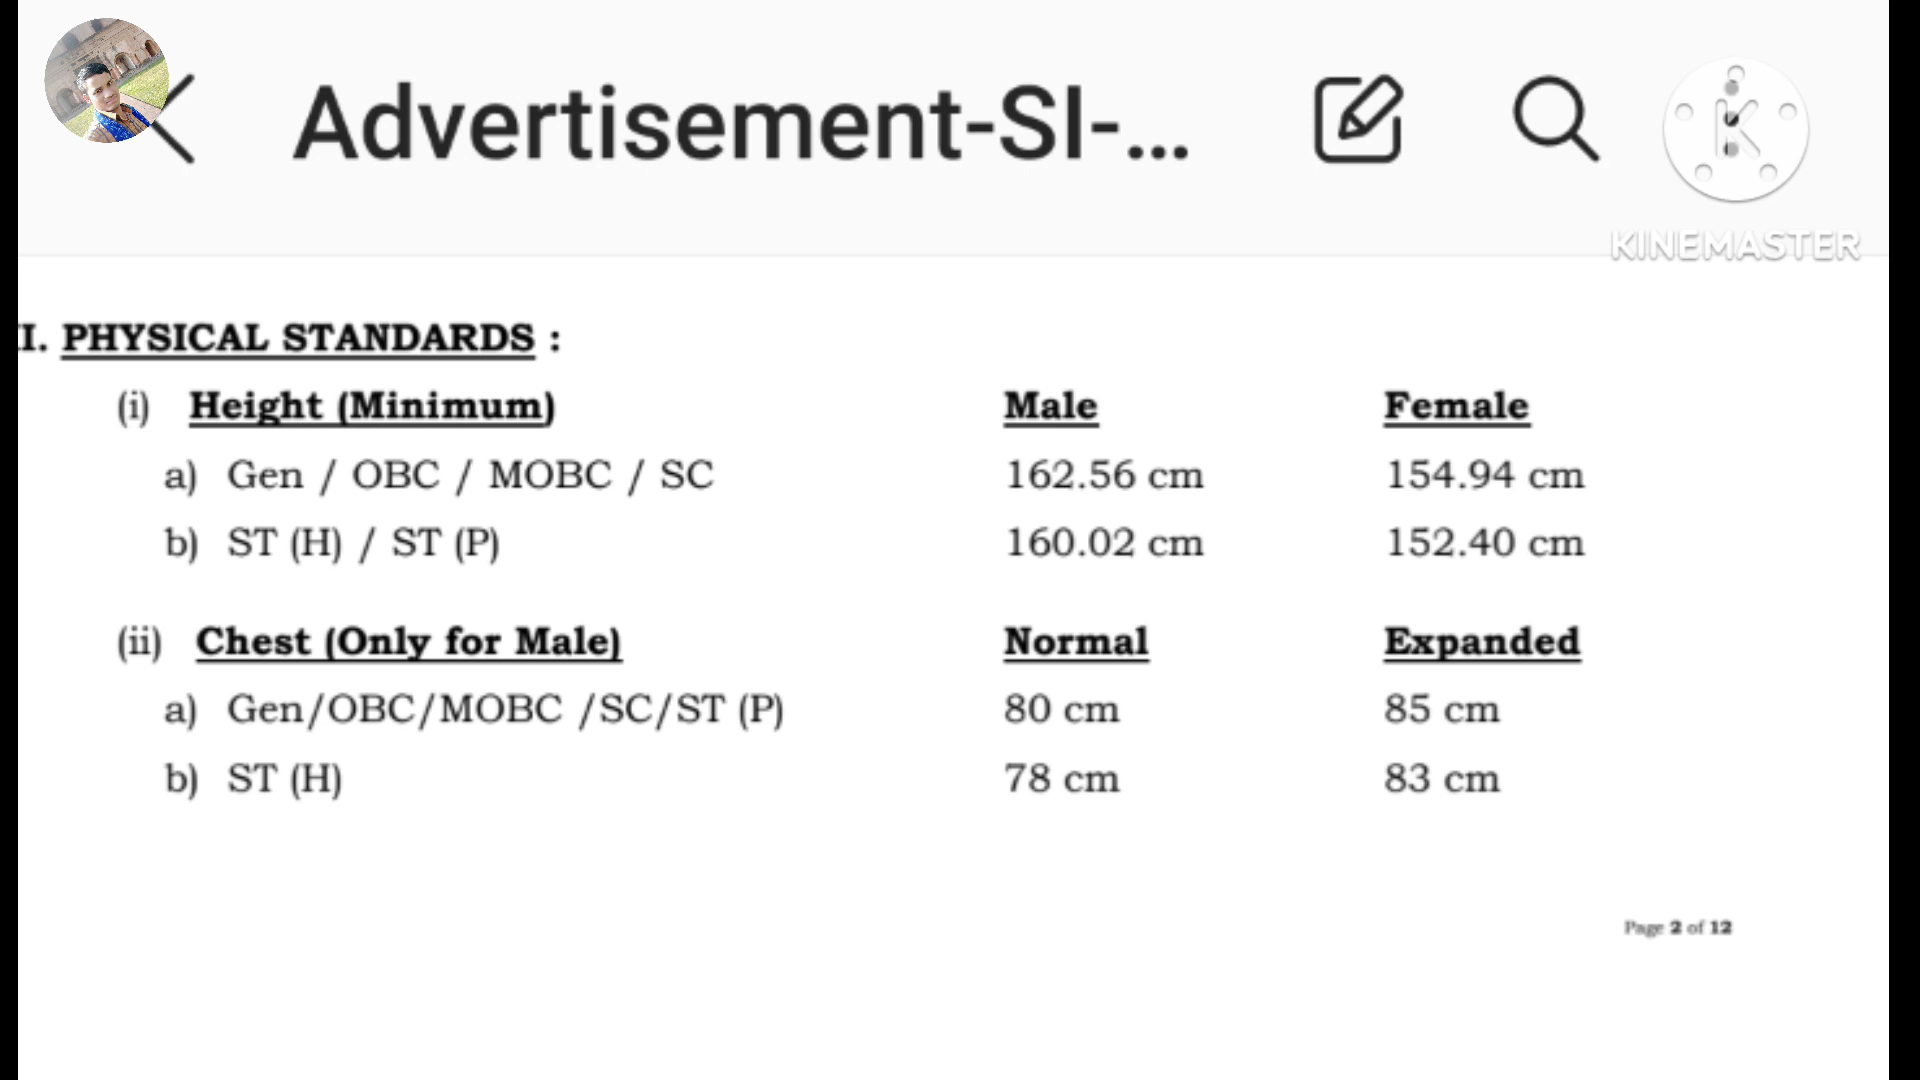 Advertisement-SI-...
KINEMASTER
I. PHYSICAL STANDARDS :
(i) Height (Minimum) Male Female
a) Gen / OBC / MOBC / SC 162.56 cm 154.94 cm
b) ST (H) / ST (P) 160.02 cm 152.40 cm
(ii) Chest (Only for Male) Normal Expanded
a) Gen/OBC/MOBC /SC/ST (P) 80 cm 85 cm
b) ST (H) 78 cm 83 cm
Page 2 of 12